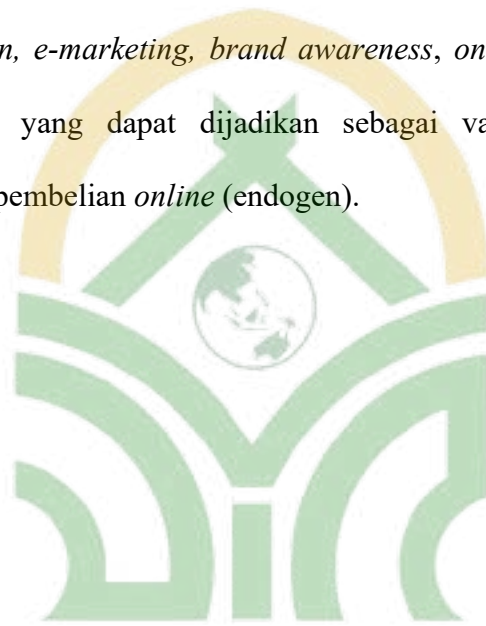 n, e-marketing, brand awareness, on
yang dapat dijadikan sebagai va
pembelian online (endogen).